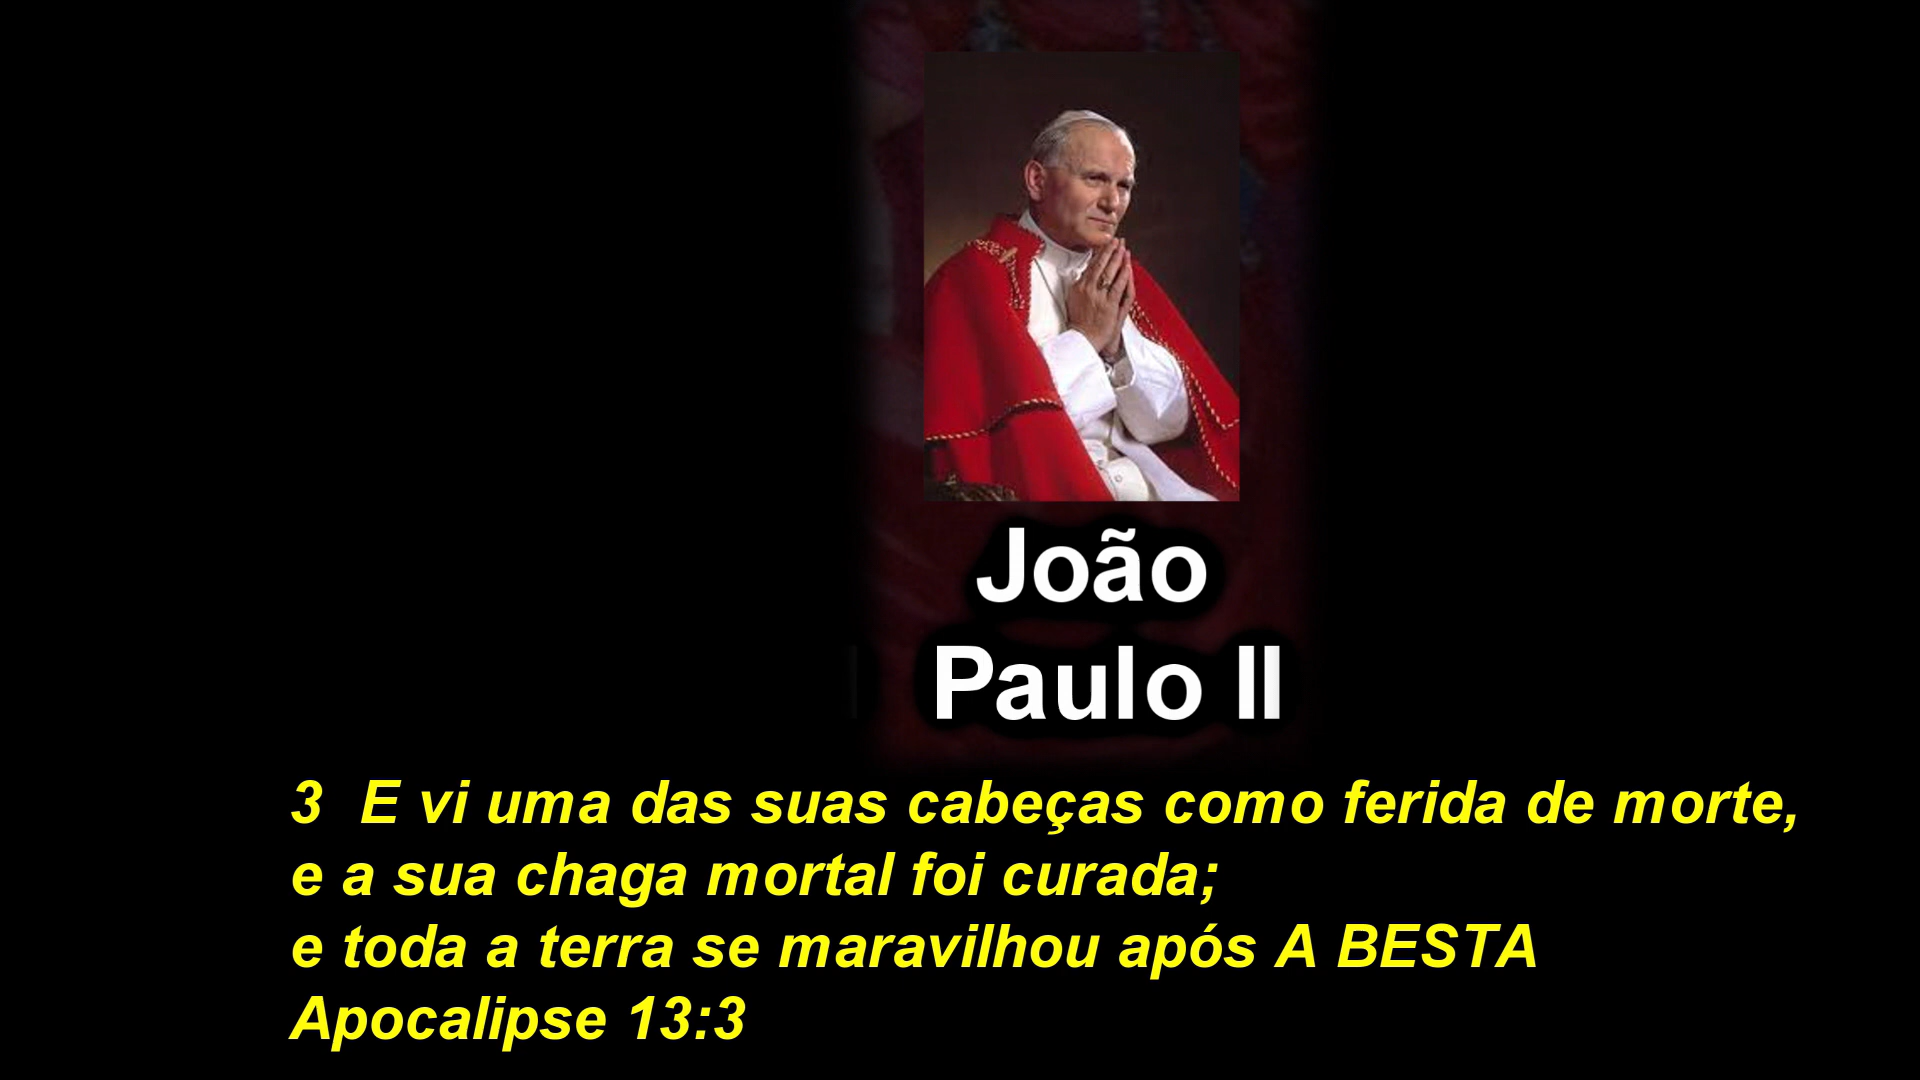 João
Paulo II
3 E vi uma das suas cabeças como ferida de morte,
e a sua chaga mortal foi curada;
e toda a terra se maravilhou após A BESTA
Apocalipse 13:3